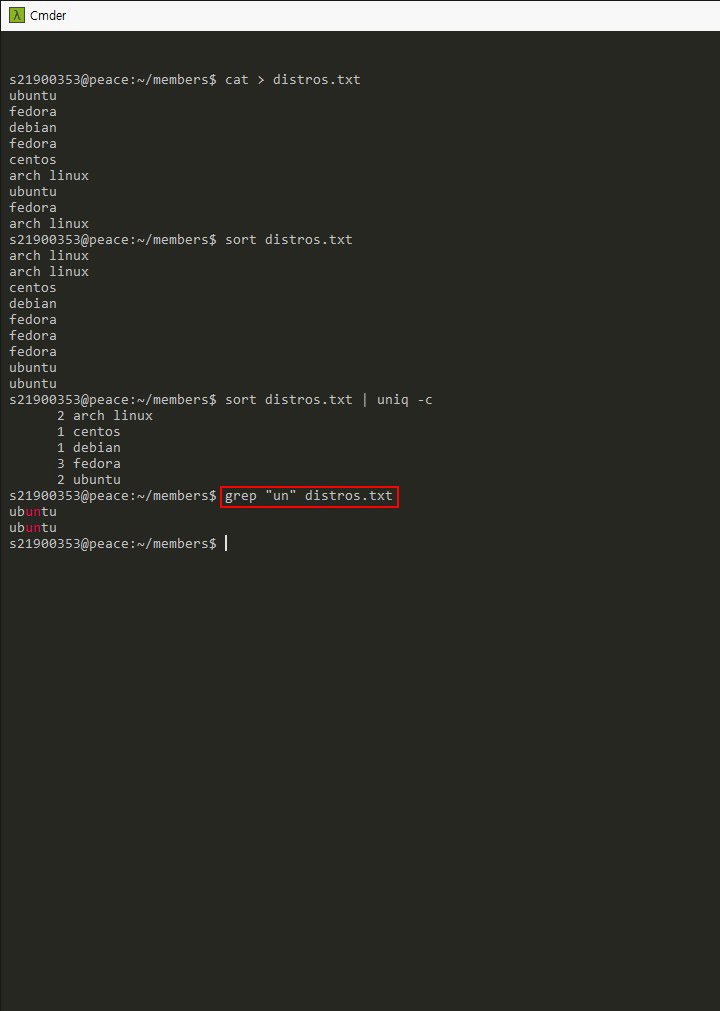 Cmder
s21900353@peace:~/members$ cat > distros.txt
ubuntu
fedora
debian
fedora
centos
arch linux
ubuntu
fedora
arch linux
s21900353@peace:~/members$ sort distros.txt
arch linux
arch linux
centos
debian
fedora
fedora
fedora
ubuntu
ubuntu
s21900353@peace:~/members$ sort distros.txt | uniq -c
      2 arch linux
      1 centos
      1 debian
      3 fedora
      2 ubuntu
s21900353@peace:~/members$ grep "un" distros.txt
ubuntu
ubuntu
s21900353@peace:~/members$